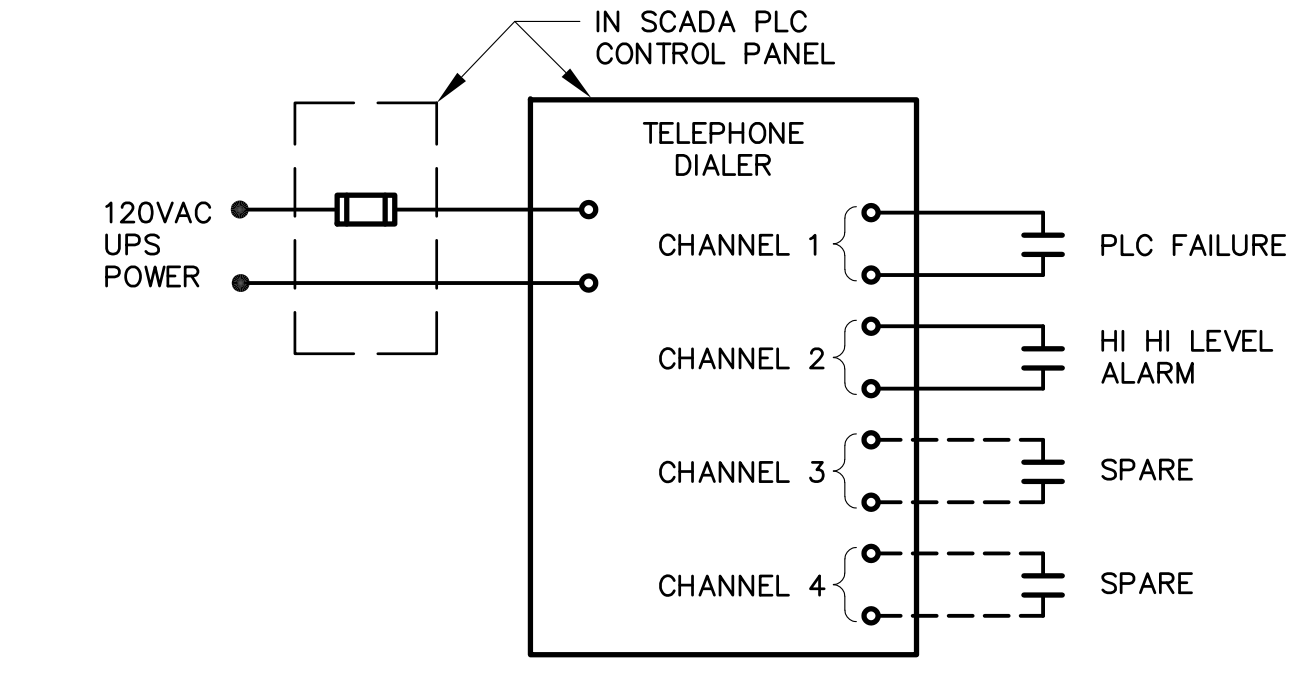 IN SCADA PLC
CONTROL PANEL
TELEPHONE
DIALER
120VAC
UPS
POWER
CHANNEL 1
PLC FAILURE
CHANNEL 2
HI HI LEVEL
ALARM
CHANNEL 3
SPARE
CHANNEL 4
SPARE